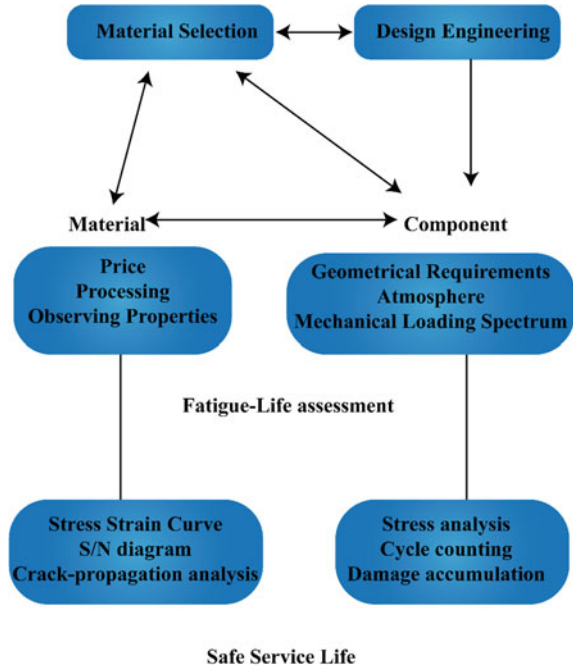 Material Selection
Design Engineering
Material
Component
Price
Processing
Observing Properties
Geometrical Requirements
Atmosphere
Mechanical Loading Spectrum
Fatigue-Life assessment
Stress Strain Curve
S/N diagram
Crack-propagation analysis
Stress analysis
Cycle counting
Damage accumulation
Safe Service Life